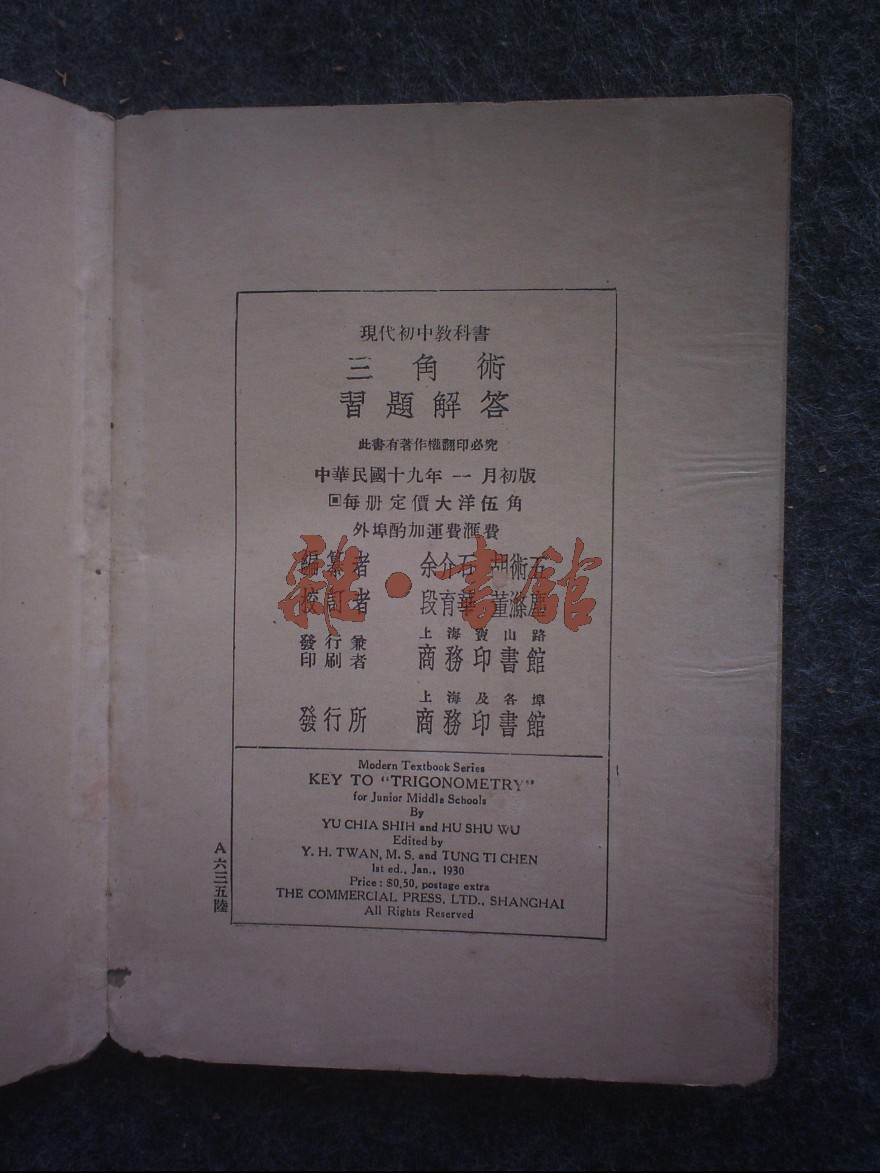 現代初中教科書
三角術
習題解答
此書有著作權翻印必究
中華民國十九年一月初版
每册定價大洋伍角
外埠酌加運費滙費
編纂者 余介石 胡術五
校訂者 段育華 董滌塵
發行兼印刷者 上海寶山路 商務印書館
發行所 上海及各埠 商務印書館
雜·書館
Modern Textbook Series
KEY TO "TRIGONOMETRY"
for Junior Middle Schools
By
YU CHIA SHIH and HU SHU WU
Edited by
Y. H. TWAN, M. S. and TUNG TI CHEN
1st ed., Jan., 1930
Price: $0,50, postage extra
THE COMMERCIAL PRESS, LTD., SHANGHAI
All Rights Reserved
A六三五陸